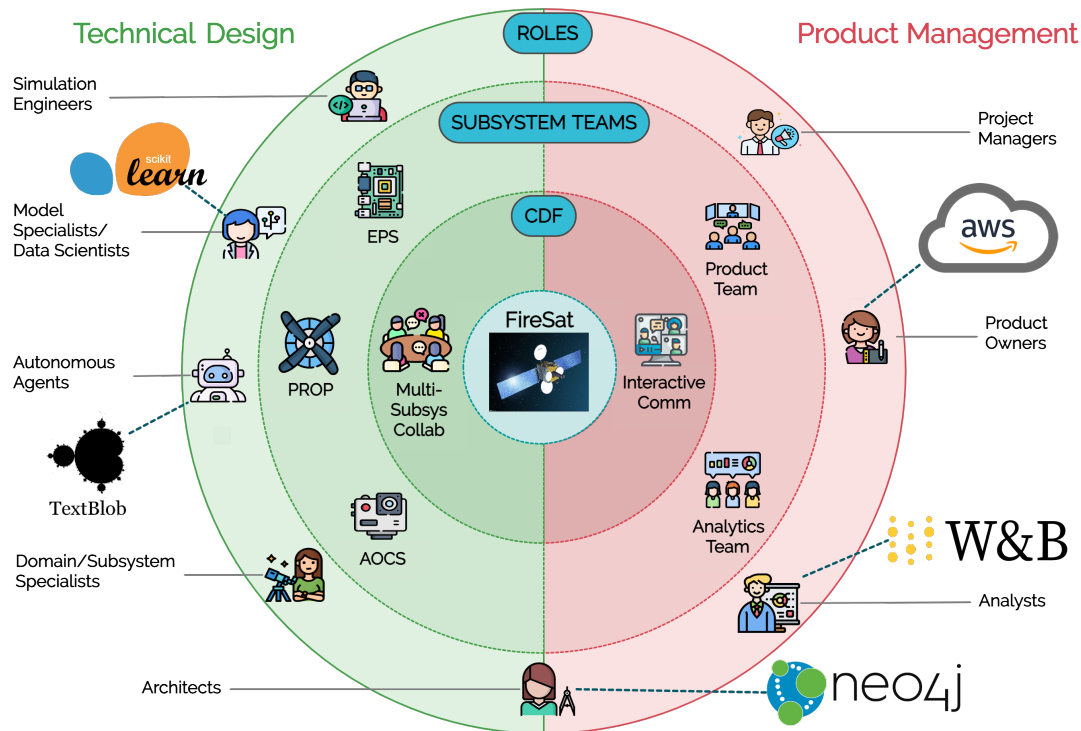 Technical Design
ROLES
Product Management
Simulation
Engineers
SUBSYSTEM TEAMS
Project
Managers
scikit
learn
Model
Specialists/
Data Scientists
EPS
CDF
Product
Team
aws
FireSat
Product
Owners
Autonomous
Agents
PROP
Multi-
Subsys
Collab
Interactive
Comm
TextBlob
AOCS
Analytics
Team
W&B
Domain/Subsystem
Specialists
Analysts
Architects
neo4j